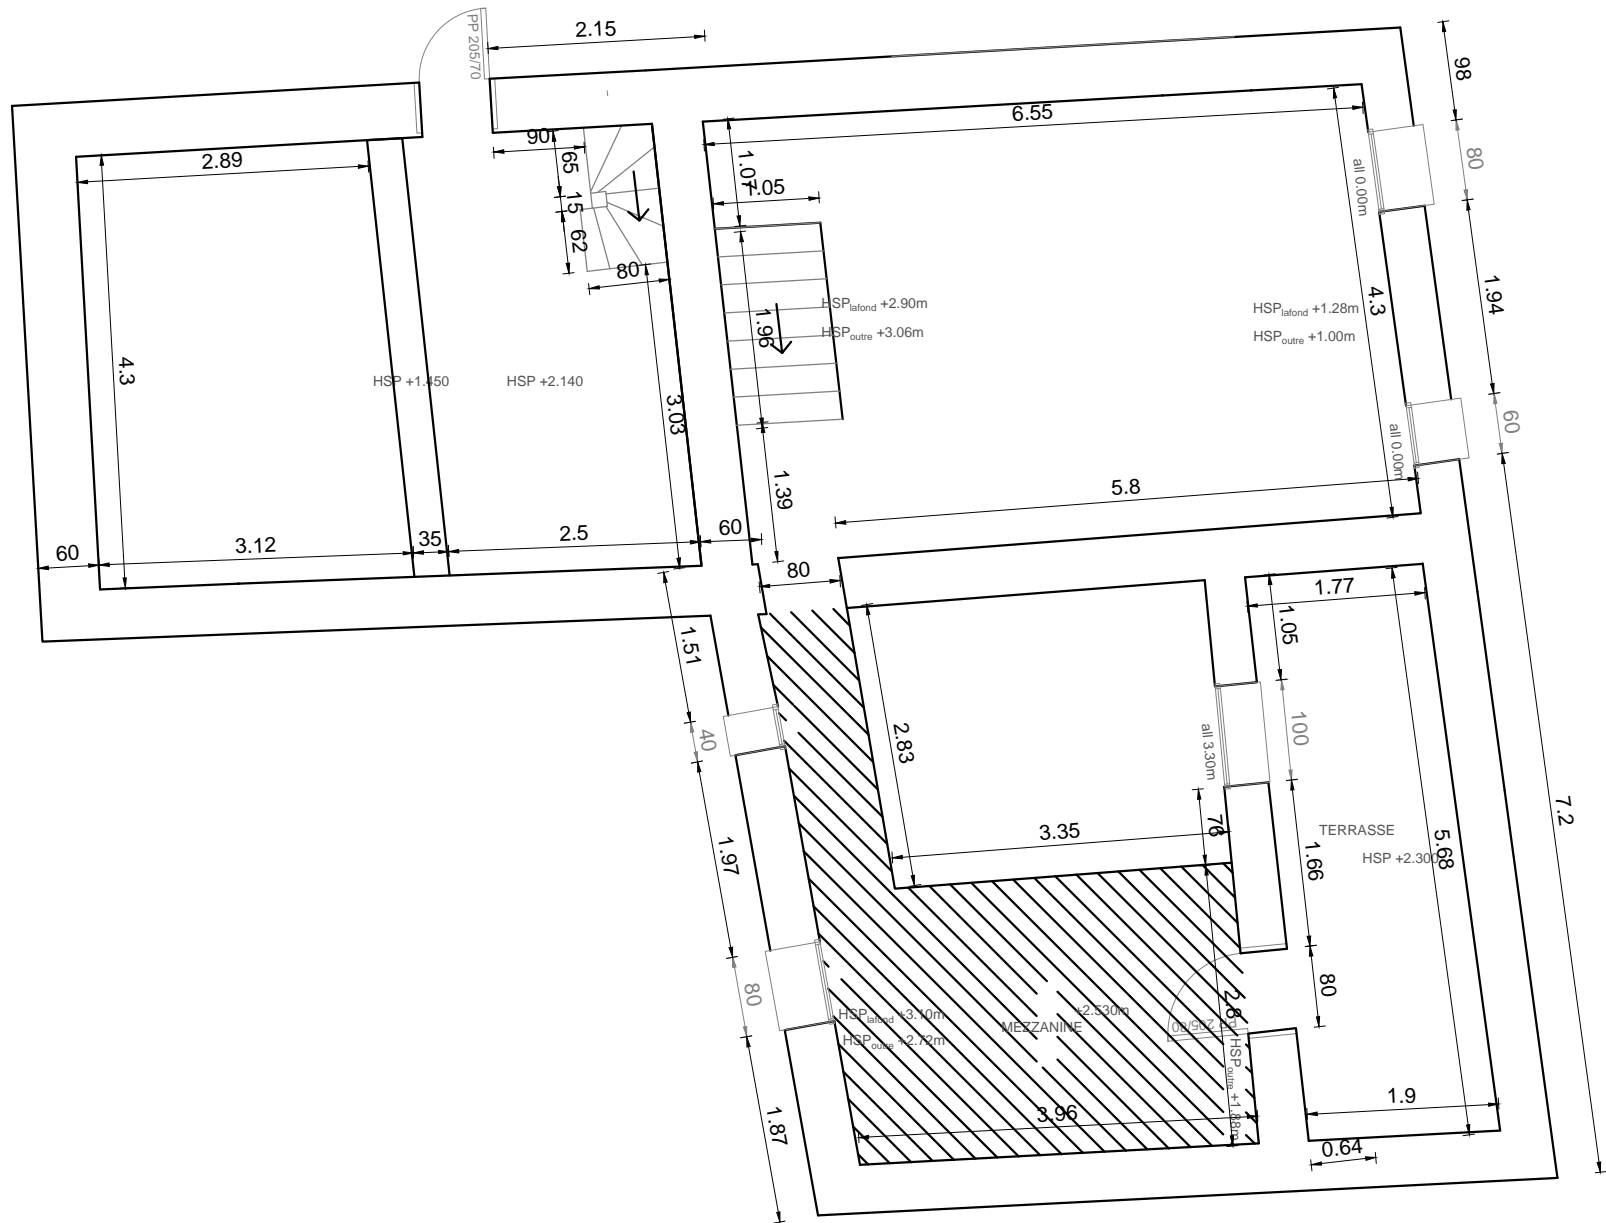 PP 205/70
2.15
98
6.55
90
2.89
65
1.07
80
all 0.00m
15
1.05
62
80
1.94
HSPlafond +2.90m
HSPlafond +1.28m
4.3
1.96
HSPoutre +3.06m
HSPoutre +1.00m
4.3
HSP +1.450
HSP +2.140
3.03
60
all 0.00m
1.39
5.8
60
3.12
35
2.5
60
80
1.77
1.05
1.51
100
40
2.83
all 3.30m
7.2
76
3.35
TERRASSE
1.97
1.66
5.68
HSP +2.300
80
80
2.8
HSPlafond +3.10m
+2.530m
MEZZANINE
PP 205/80
HSPoutre +2.72m
HSPoutre +1.88m
3.96
1.9
1.87
0.64